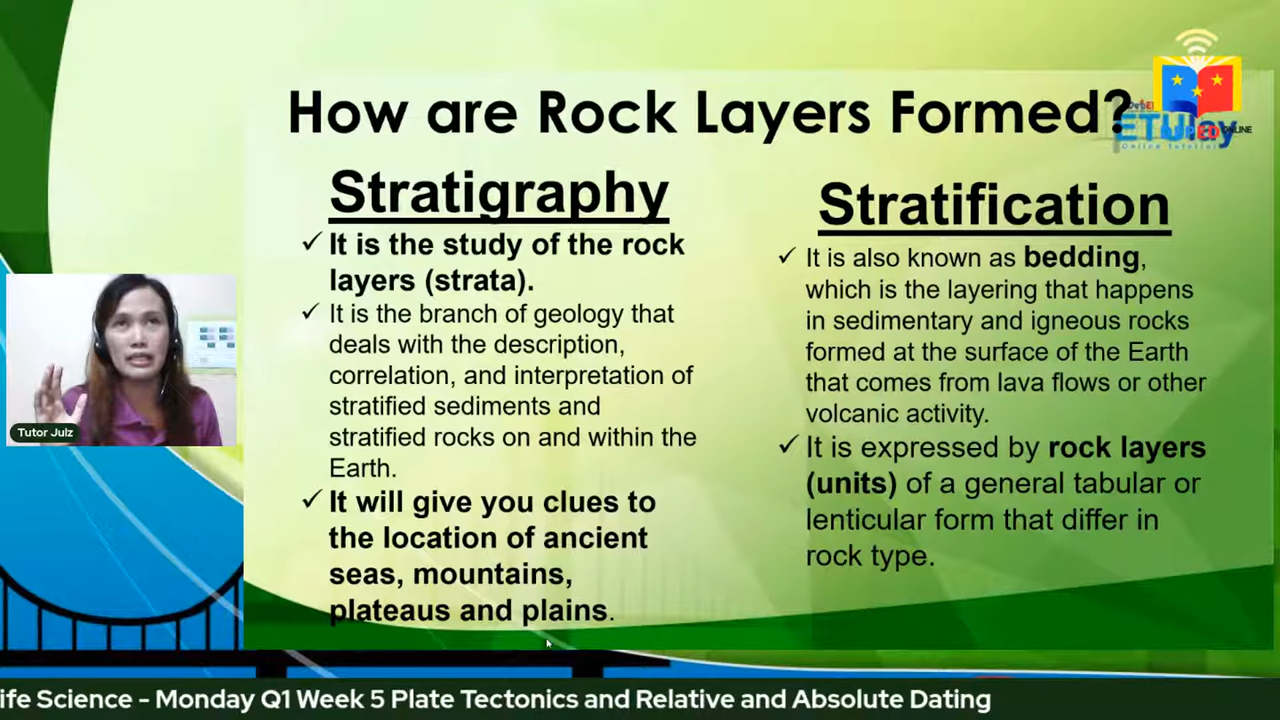 How are Rock Layers Formed?
ETUlay
ONLINE
Online Tutorial
Stratigraphy
✓ It is the study of the rock
layers (strata).
✓ It is the branch of geology that
deals with the description,
correlation, and interpretation of
stratified sediments and
stratified rocks on and within the
Earth.
✓ It will give you clues to
the location of ancient
seas, mountains,
plateaus and plains.
Stratification
✓ It is also known as bedding,
which is the layering that happens
in sedimentary and igneous rocks
formed at the surface of the Earth
that comes from lava flows or other
volcanic activity.
✓ It is expressed by rock layers
(units) of a general tabular or
lenticular form that differ in
rock type.
Tutor Julz
ife Science - Monday Q1 Week 5 Plate Tectonics and Relative and Absolute Dating